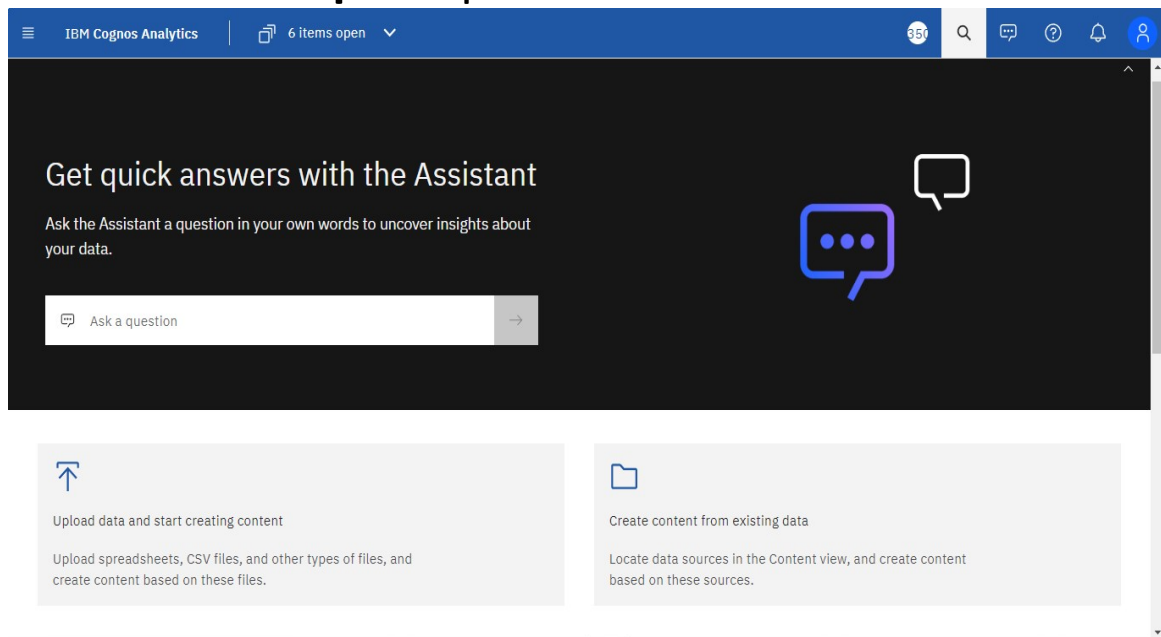 IBM Cognos Analytics
6 items open
350
Get quick answers with the Assistant
Ask the Assistant a question in your own words to uncover insights about
your data.
Ask a question
Upload data and start creating content
Upload spreadsheets, CSV files, and other types of files, and
create content based on these files.
Create content from existing data
Locate data sources in the Content view, and create content
based on these sources.